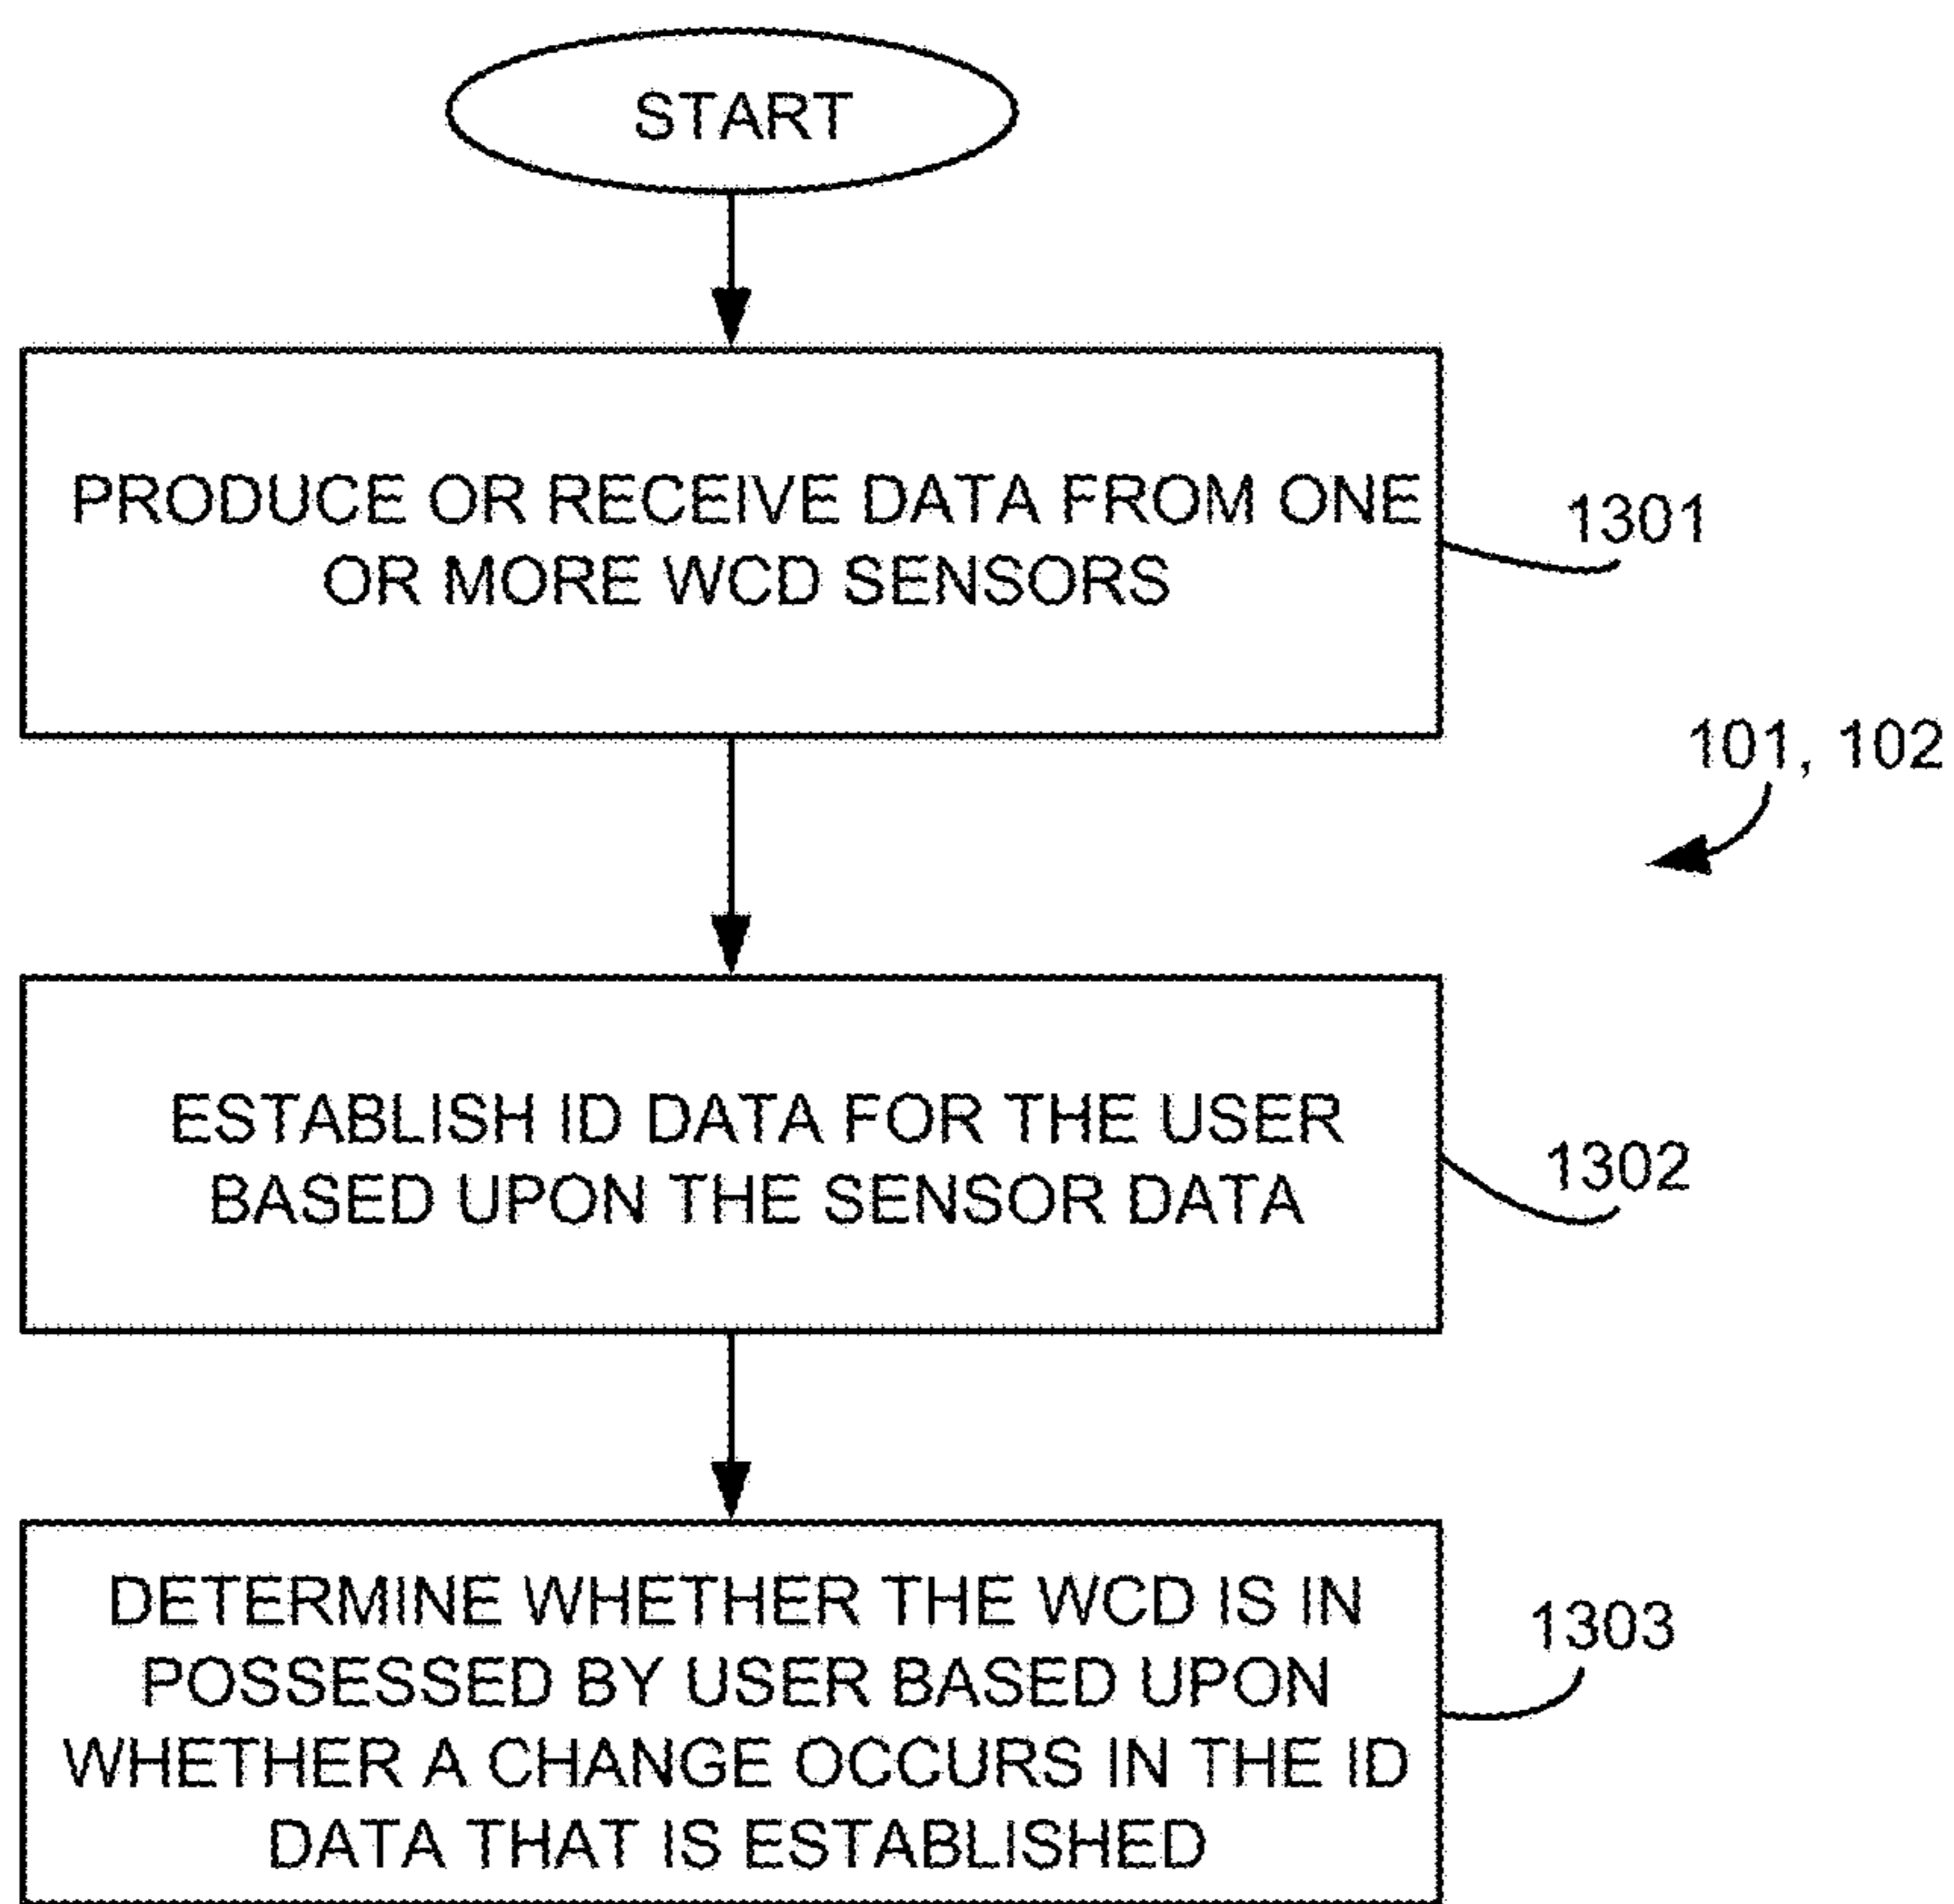 START
PRODUCE OR RECEIVE DATA FROM ONE
OR MORE WCD SENSORS
1301
101, 102
ESTABLISH ID DATA FOR THE USER
BASED UPON THE SENSOR DATA
1302
DETERMINE WHETHER THE WCD IS IN
POSSESSED BY USER BASED UPON
WHETHER A CHANGE OCCURS IN THE ID
DATA THAT IS ESTABLISHED
1303